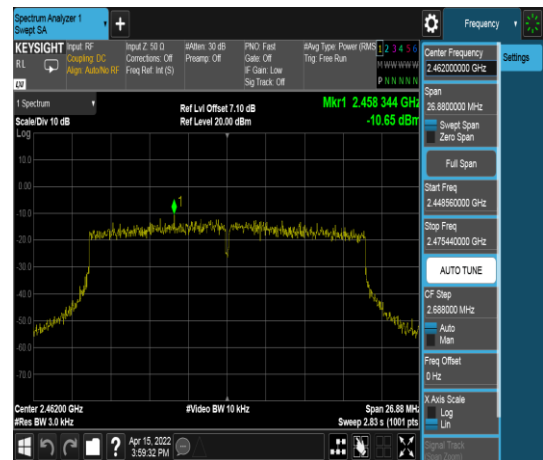 Spectrum Analyzer 1
Swept SA
+
Frequency
KEYSIGHT
RL
LXI
Input: RF
Coupling: DC
Align: Auto/No RF
Input Z: 50 Ω
Corrections: Off
Freq Ref: Int (S)
#Atten: 30 dB
Preamp: Off
PNO: Fast
Gate: Off
IF Gain: Low
Sig Track: Off
#Avg Type: Power (RMS
Trig: Free Run
1 2 3 4 5 6
M W W W W W
P N N N N N
1 Spectrum
Scale/Div 10 dB
Log
Ref Lvl Offset 7.10 dB
Ref Level 20.00 dBm
Mkr1 2.458 344 GHz
-10.65 dBm
10.0
0.00
-10.0
-20.0
-30.0
-40.0
-50.0
-60.0
-70.0
1
Center 2.46200 GHz
#Res BW 3.0 kHz
#Video BW 10 kHz
Span 26.88 MHz
Sweep 2.83 s (1001 pts)
?
Apr 15, 2022
3:59:32 PM
Center Frequency
2.462000000 GHz
Settings
Span
26.8800000 MHz
Swept Span
Zero Span
Full Span
Start Freq
2.448560000 GHz
Stop Freq
2.475440000 GHz
AUTO TUNE
CF Step
2.688000 MHz
Auto
Man
Freq Offset
0 Hz
X Axis Scale
Log
Lin
Signal Track
(Span Zoom)